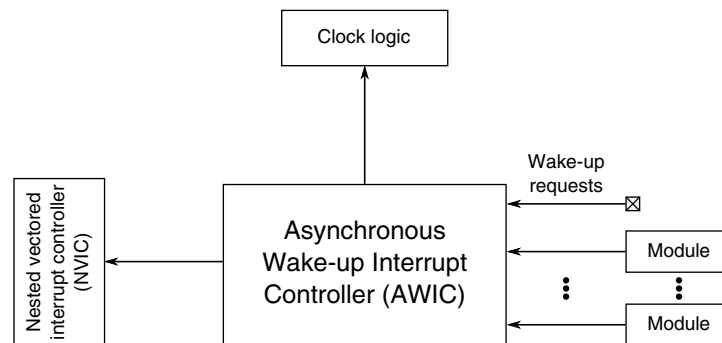 Clock logic
Nested vectored
interrupt controller
(NVIC)
Asynchronous
Wake-up Interrupt
Controller (AWIC)
Wake-up
requests
Module
Module